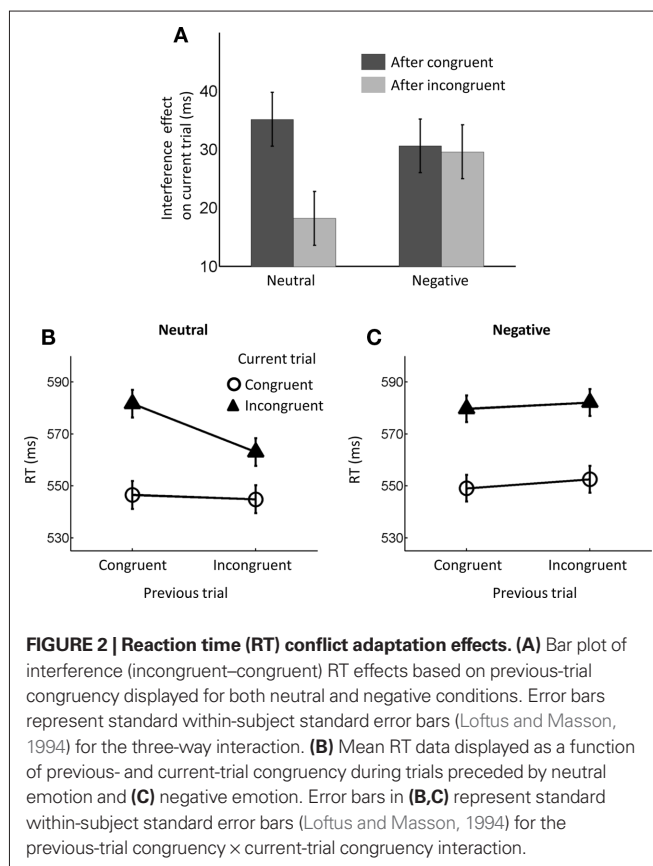 A
After congruent
After incongruent
Interference effect
on current trial (ms)
40
30
20
10
Neutral
Negative
B
Neutral
Current trial
Congruent
Incongruent
RT (ms)
590
570
550
530
Congruent
Incongruent
Previous trial
C
Negative
RT (ms)
590
570
550
530
Congruent
Incongruent
Previous trial
FIGURE 2 | Reaction time (RT) conflict adaptation effects. (A) Bar plot of
interference (incongruent–congruent) RT effects based on previous-trial
congruency displayed for both neutral and negative conditions. Error bars
represent standard within-subject standard error bars (Loftus and Masson,
1994) for the three-way interaction. (B) Mean RT data displayed as a function
of previous- and current-trial congruency during trials preceded by neutral
emotion and (C) negative emotion. Error bars in (B,C) represent standard
within-subject standard error bars (Loftus and Masson, 1994) for the
previous-trial congruency × current-trial congruency interaction.